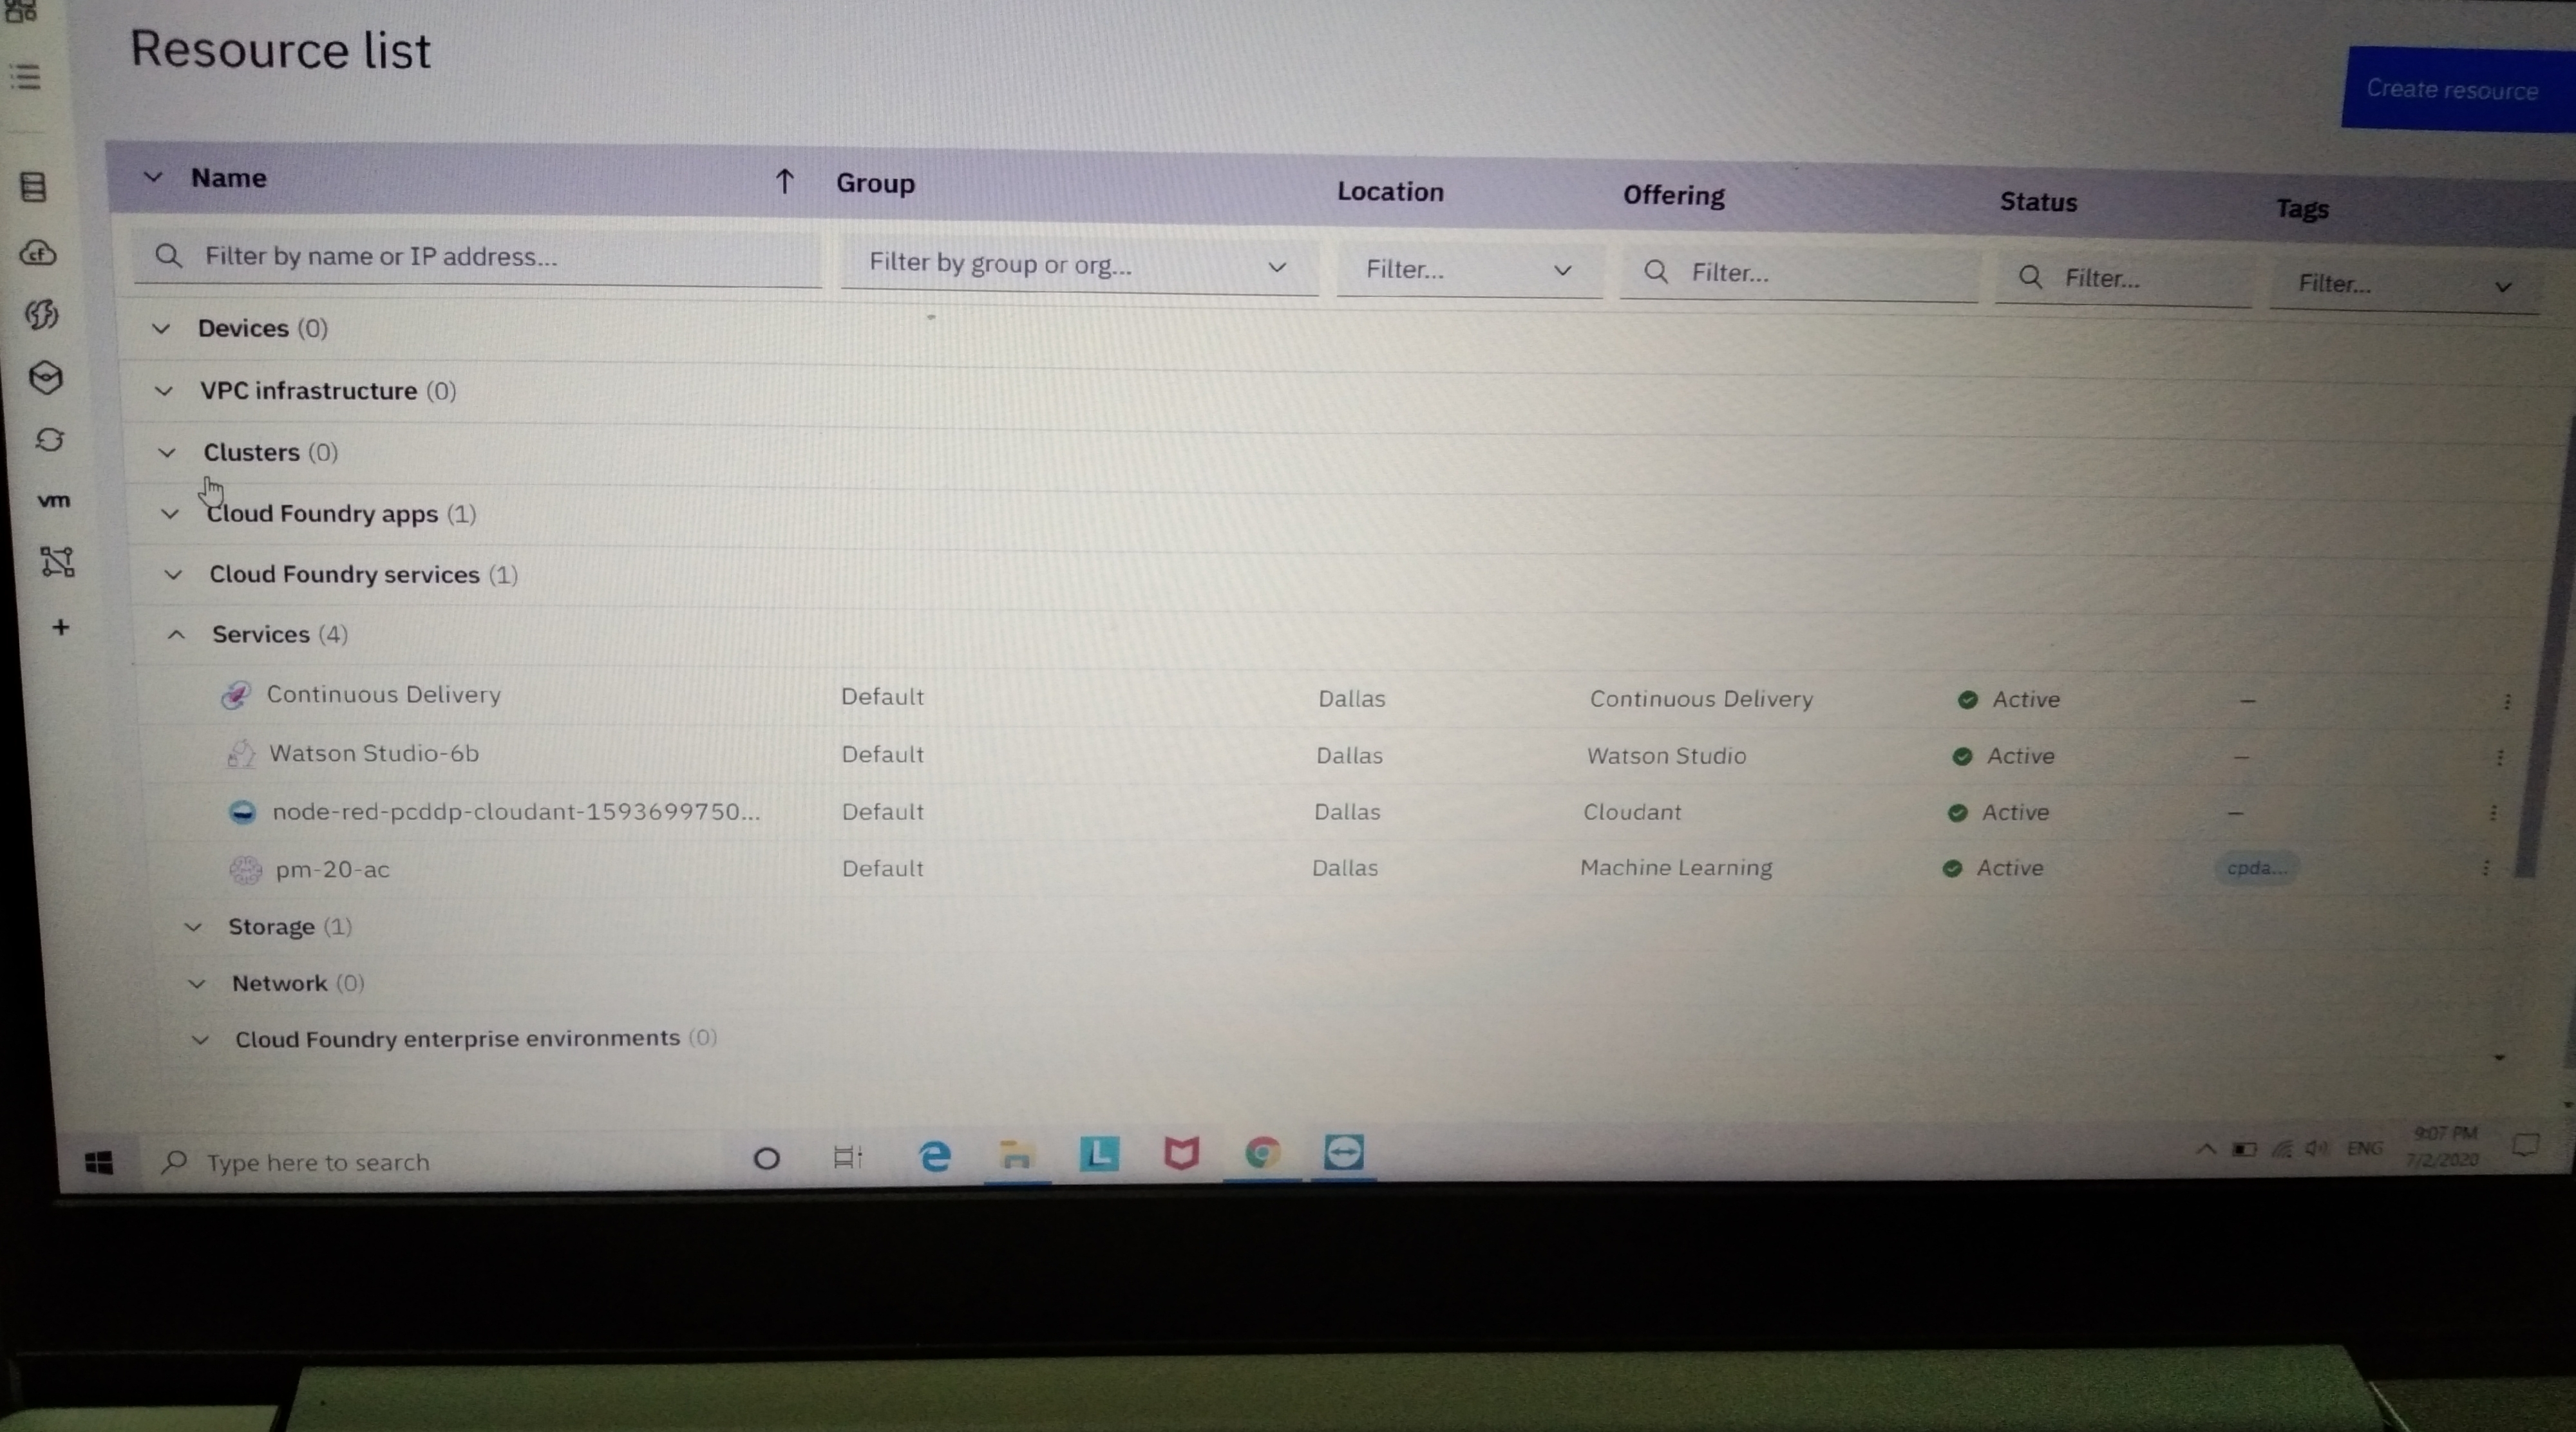 Resource list
Create resource
Name Group Location Offering Status Tags
Filter by name or IP address... Filter by group or org... Filter... Filter... Filter... Filter...
Devices (0)
VPC infrastructure (0)
Clusters (0)
Cloud Foundry apps (1)
Cloud Foundry services (1)
Services (4)
Continuous Delivery Default Dallas Continuous Delivery Active –
Watson Studio-6b Default Dallas Watson Studio Active –
node-red-pcddp-cloudant-1593699750... Default Dallas Cloudant Active –
pm-20-ac Default Dallas Machine Learning Active cpda...
Storage (1)
Network (0)
Cloud Foundry enterprise environments (0)
cf
vm
Type here to search
L
ENG
9:07 PM
7/2/2020